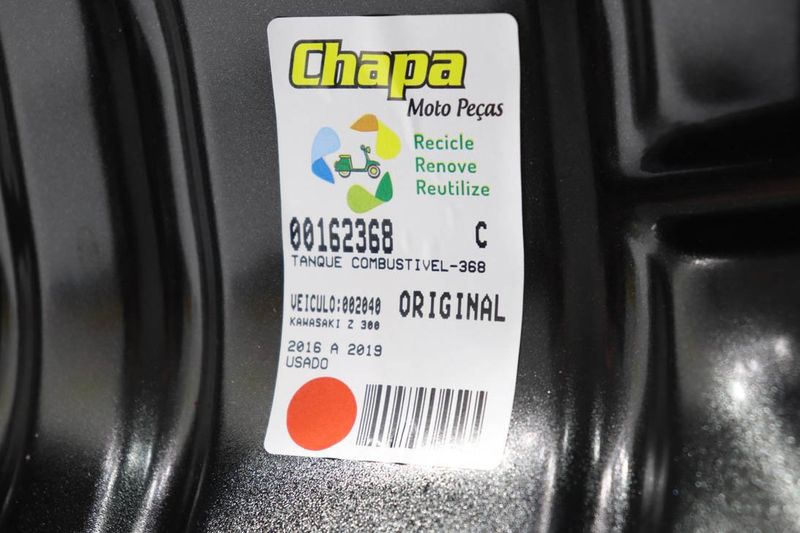 Chapa
Moto Peças
Recicle
Renove
Reutilize
00162368 C
TANQUE COMBUSTIVEL-368
VEICULO:002040 ORIGINAL
KAWASAKI Z 300
2016 A 2019
USADO